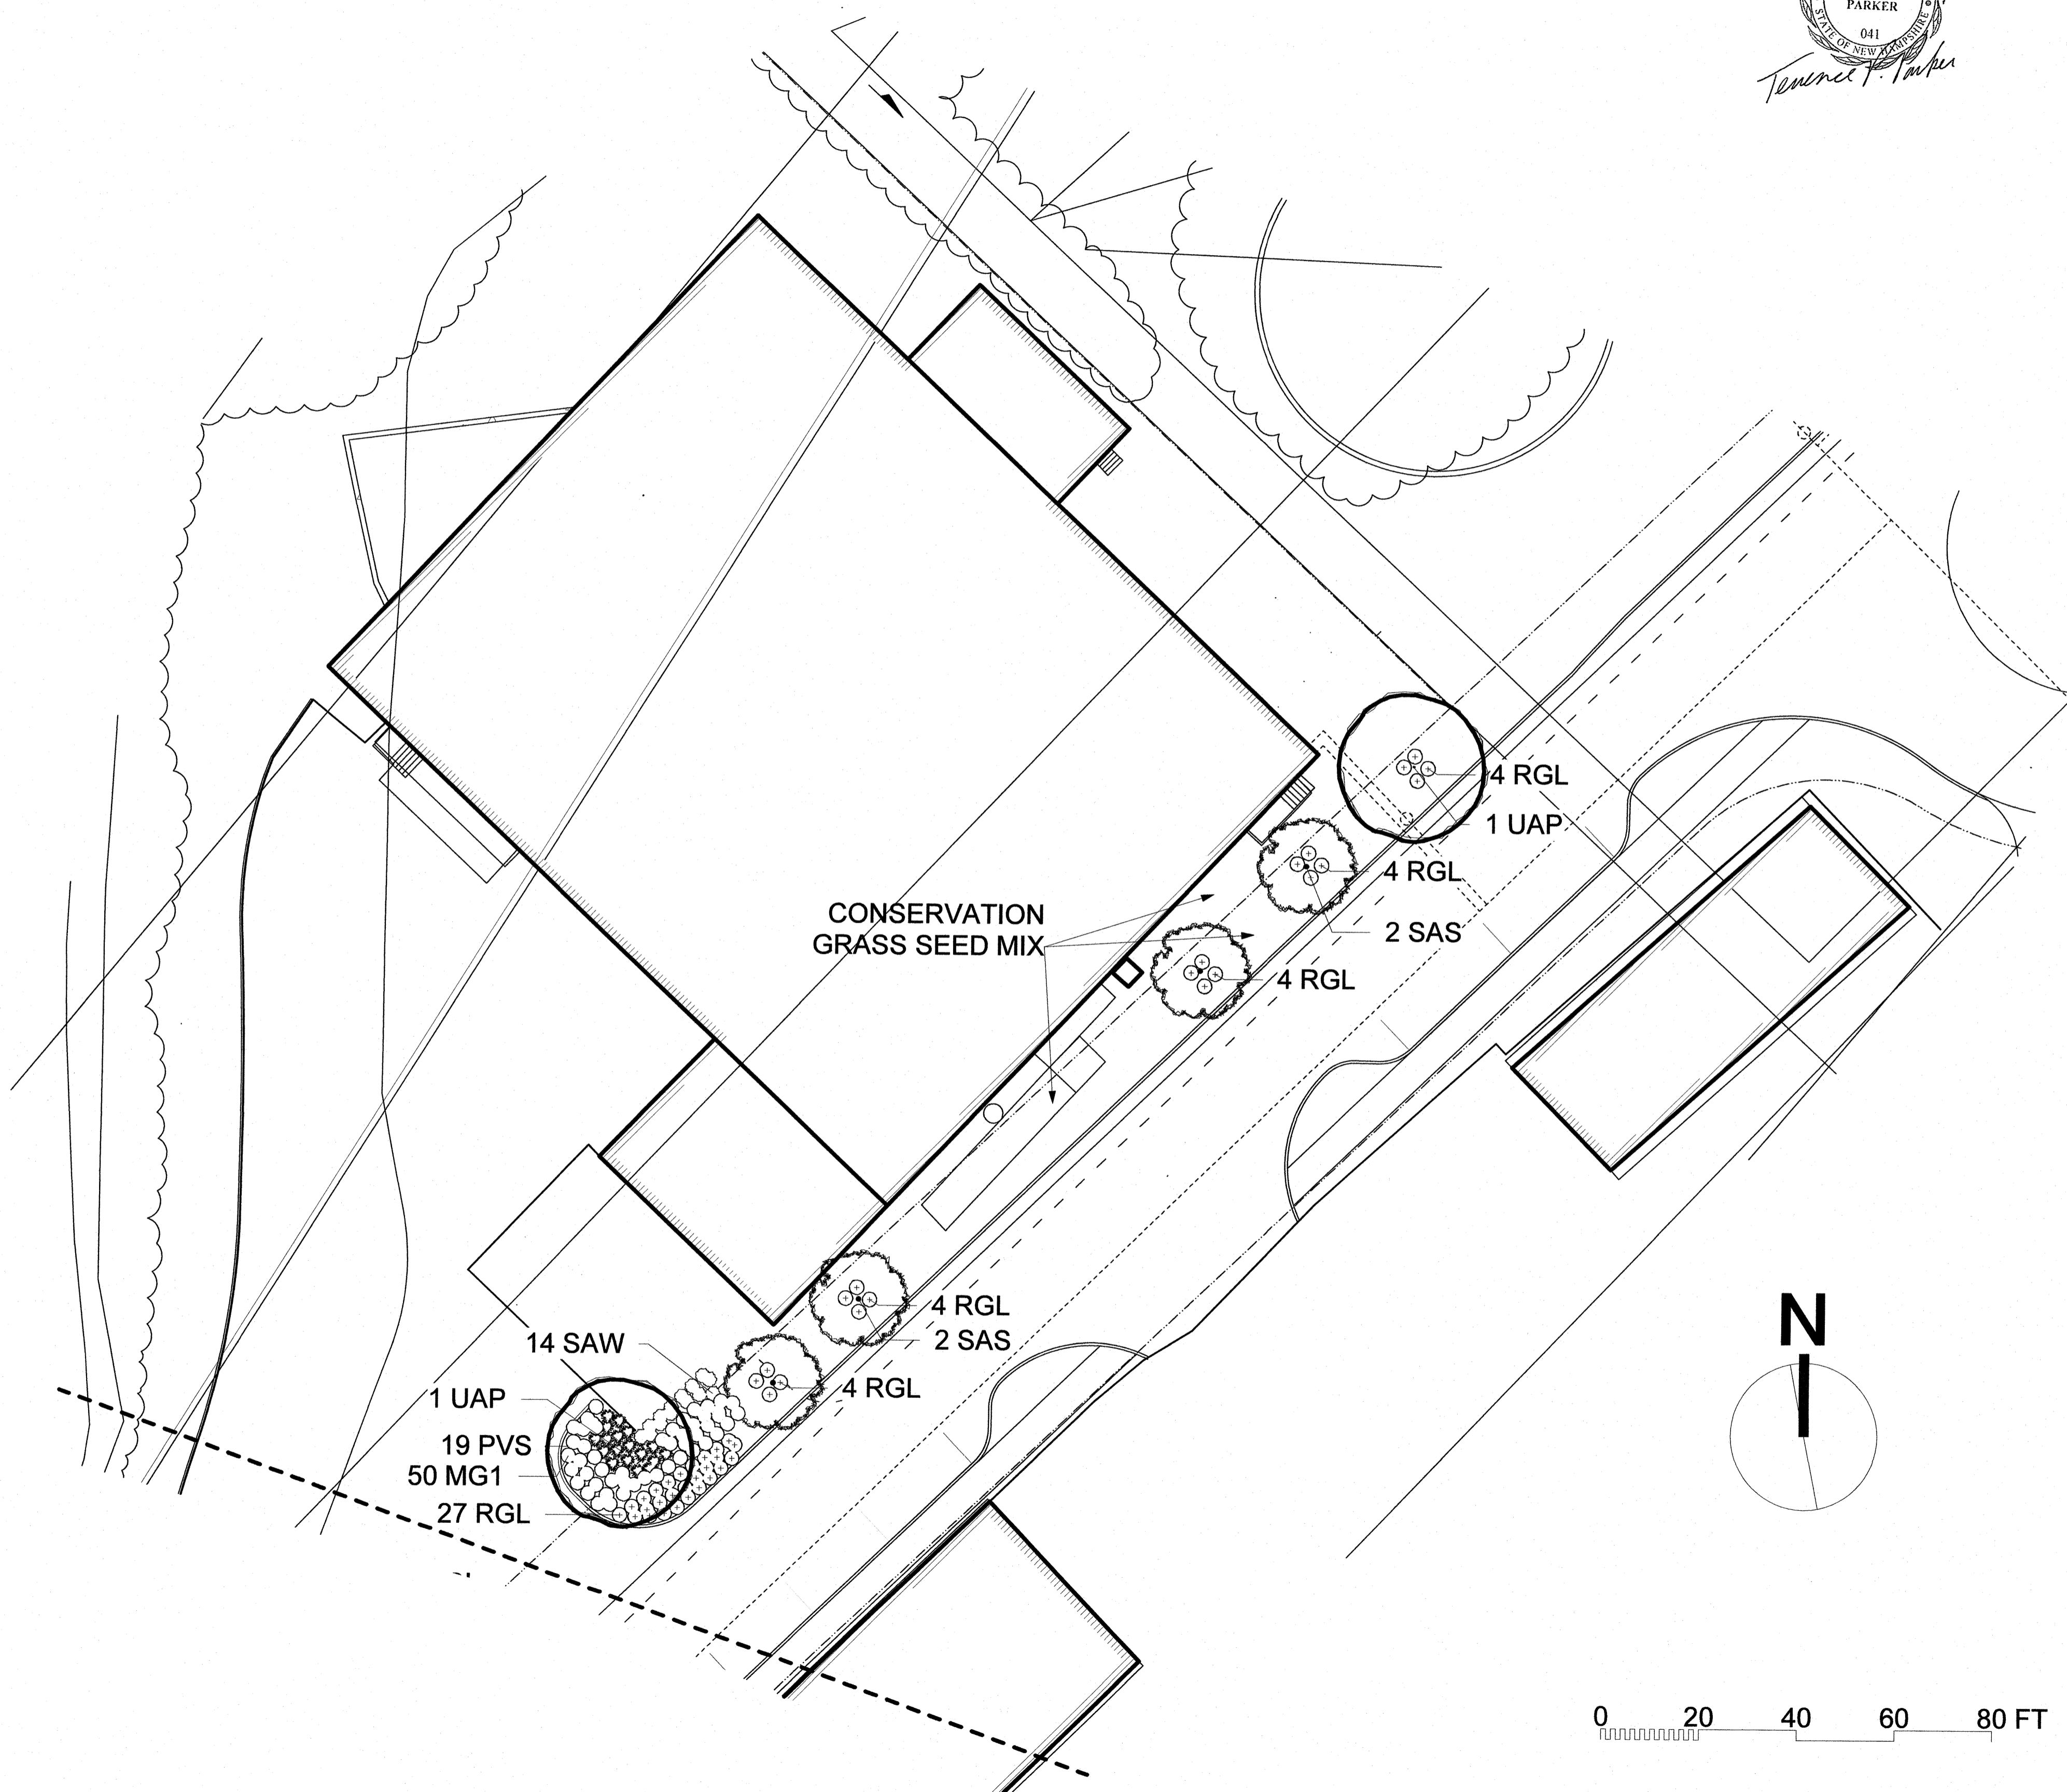 PARKER
041
STATE OF NEW HAMPSHIRE
Terence P. Parker
4 RGL
1 UAP
4 RGL
CONSERVATION
GRASS SEED MIX
2 SAS
4 RGL
4 RGL
14 SAW
2 SAS
4 RGL
1 UAP
19 PVS
50 MG1
27 RGL
N
0 20 40 60 80 FT